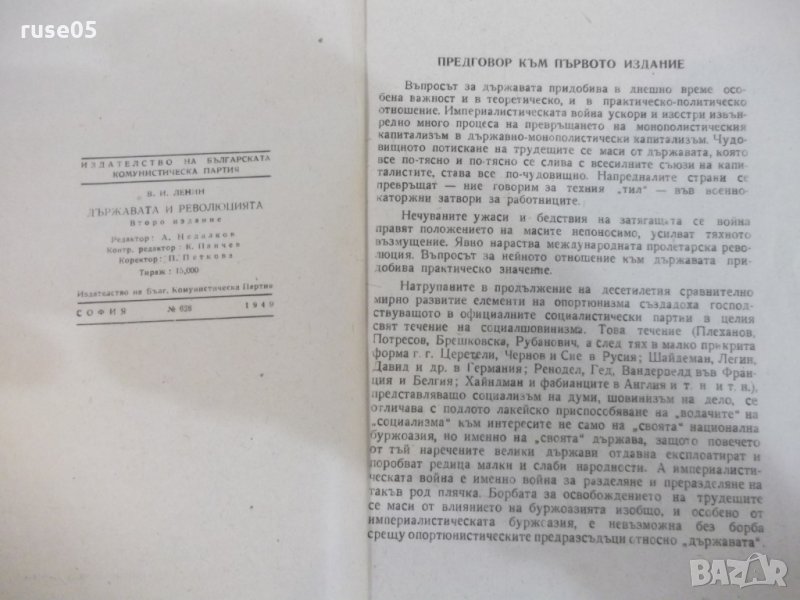 ruse05
ИЗДАТЕЛСТВО НА БЪЛГАРСКАТА
КОМУНИСТИЧЕСКА ПАРТИЯ
В. И. ЛЕНИН
ДЪРЖАВАТА И РЕВОЛЮЦИЯТА
Второ издание
Редактор: А. Недялков
Контр. редактор: К. Панчев
Коректор: П. Петкова
Тираж: 15,000
Издателство на Бълг. Комунистическа Партия
СОФИЯ № 638 1949
ПРЕДГОВОР КЪМ ПЪРВОТО ИЗДАНИЕ
Въпросът за държавата придобива в днешно време осо-
бена важност и в теоретическо, и в практическо-политическо
отношение. Империалистическата война ускори и изостри извън-
редно много процеса на превръщането на монополистическия
капитализъм в държавно-монополистически капитализъм. Чудо-
вищното потискане на трудещите се маси от държавата, която
все по-тясно и по-тясно се слива с всесилните съюзи на капи-
талистите, става все по-чудовищно. Напредналите страни се
превръщат — ние говорим за техния „тил" — във военно-
каторжни затвори за работниците.
Нечуваните ужаси и бедствия на затягащата се война
правят положението на масите непоносимо, усилват тяхното
възмущение. Явно нараства международната пролетарска рево-
люция. Въпросът за нейното отношение към държавата при-
добива практическо значение.
Натрупаните в продължение на десетилетия сравнително
мирно развитие елементи на опортюнизма създадоха господ-
ствуващото в официалните социалистически партии в целия
свят течение на социалшовинизма. Това течение (Плеханов,
Потресов, Брешковска, Рубанович, а след тях в малко прикрита
форма г. г. Церетели, Чернов и Сие в Русия; Шайдеман, Легин,
Давид и др. в Германия; Ренодел, Гед, Вандервелд във Фран-
ция и Белгия; Хайндман и фабианците в Англия и т. н и т. н.),
представляващо социализъм на думи, шовинизъм на дело, се
отличава с подлото лакейско приспособяване на „водачите" на
„социализма" към интересите не само на „своята" национална
буржоазия, но именно на „своята" държава, защото повечето
от тъй наречените велики държави отдавна експлоатират и
поробват редица малки и слаби народности. А империалисти-
ческата война е именно война за разделяне и преразделяне на
такъв род плячка. Борбата за освобождението на трудещите
се маси от влиянието на буржоазията изобщо, и особено от
империалистическата буржоазия, е невъзможна без борба
срещу опортюнистическите предразсъдъци относно „държавата".
BAZAR